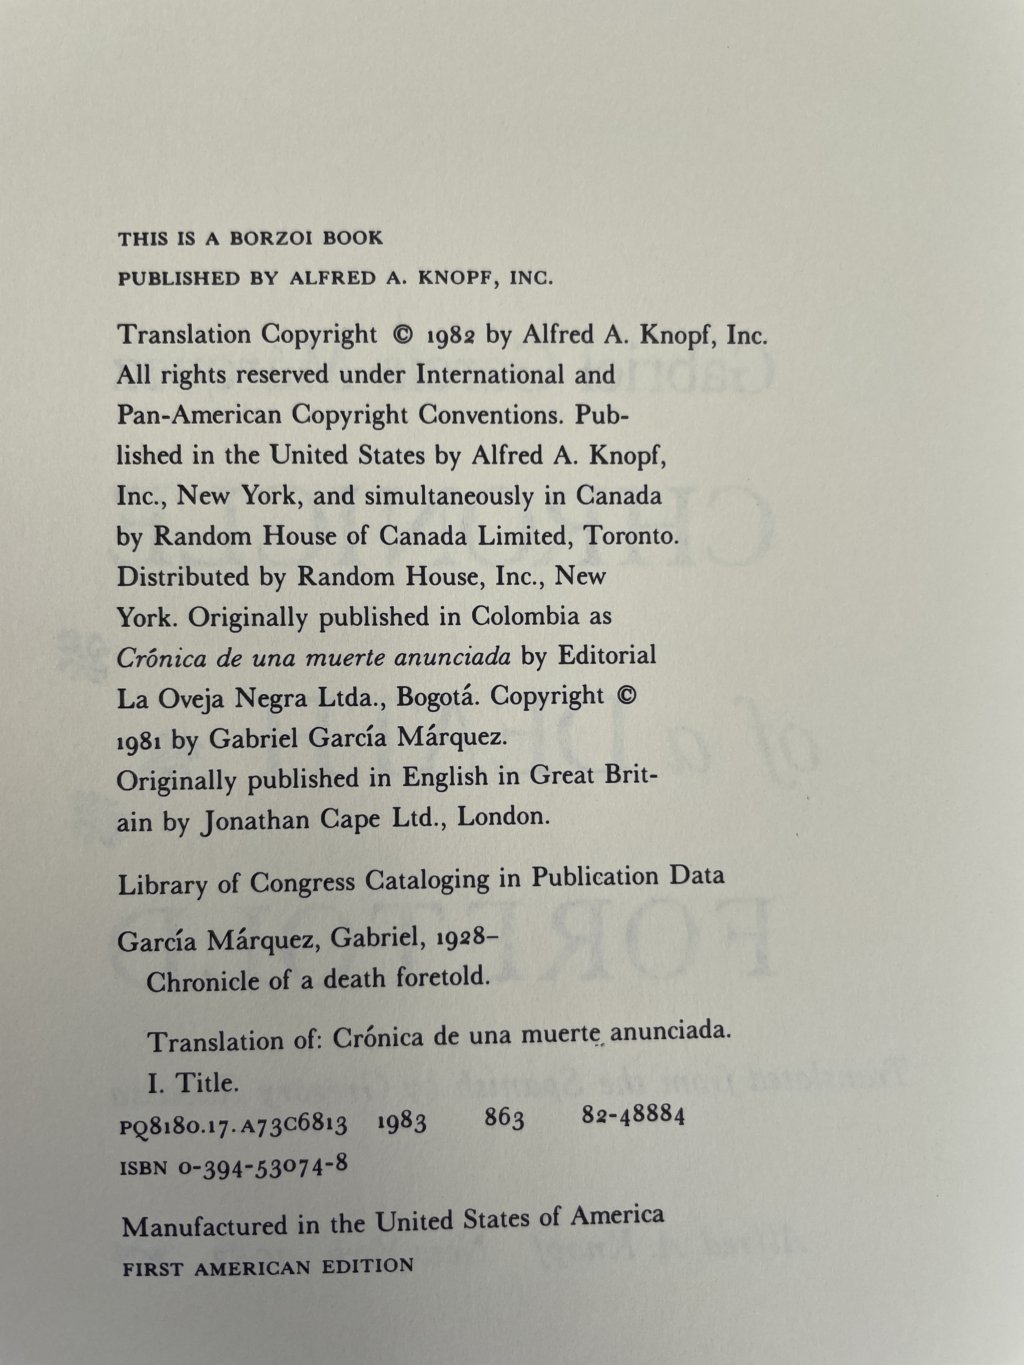 THIS IS A BORZOI BOOK
PUBLISHED BY ALFRED A. KNOPF, INC.
Translation Copyright © 1982 by Alfred A. Knopf, Inc.
All rights reserved under International and
Pan-American Copyright Conventions. Pub-
lished in the United States by Alfred A. Knopf,
Inc., New York, and simultaneously in Canada
by Random House of Canada Limited, Toronto.
Distributed by Random House, Inc., New
York. Originally published in Colombia as
Crónica de una muerte anunciada by Editorial
La Oveja Negra Ltda., Bogotá. Copyright ©
1981 by Gabriel García Márquez.
Originally published in English in Great Brit-
ain by Jonathan Cape Ltd., London.
Library of Congress Cataloging in Publication Data
García Márquez, Gabriel, 1928–
Chronicle of a death foretold.
Translation of: Crónica de una muerte anunciada.
I. Title.
PQ8180.17.A73C6813 1983 863 82-48884
ISBN 0-394-53074-8
Manufactured in the United States of America
FIRST AMERICAN EDITION